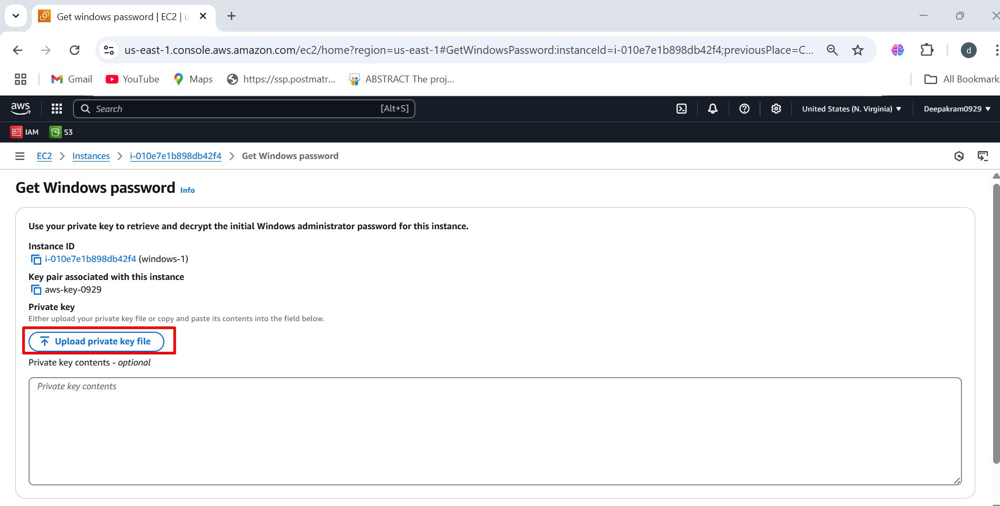 Get windows password | EC2 | u
us-east-1.console.aws.amazon.com/ec2/home?region=us-east-1#GetWindowsPassword:instanceId=i-010e7e1b898db42f4;previousPlace=C...
d
Gmail
YouTube
Maps
https://ssp.postmatr...
ABSTRACT The proj...
All Bookmarks
aws
Search
[Alt+S]
United States (N. Virginia)
Deepakram0929
IAM
S3
EC2 > Instances > i-010e7e1b898db42f4 > Get Windows password
Get Windows password Info
Use your private key to retrieve and decrypt the initial Windows administrator password for this instance.
Instance ID
i-010e7e1b898db42f4 (windows-1)
Key pair associated with this instance
aws-key-0929
Private key
Either upload your private key file or copy and paste its contents into the field below.
Upload private key file
Private key contents - optional
Private key contents